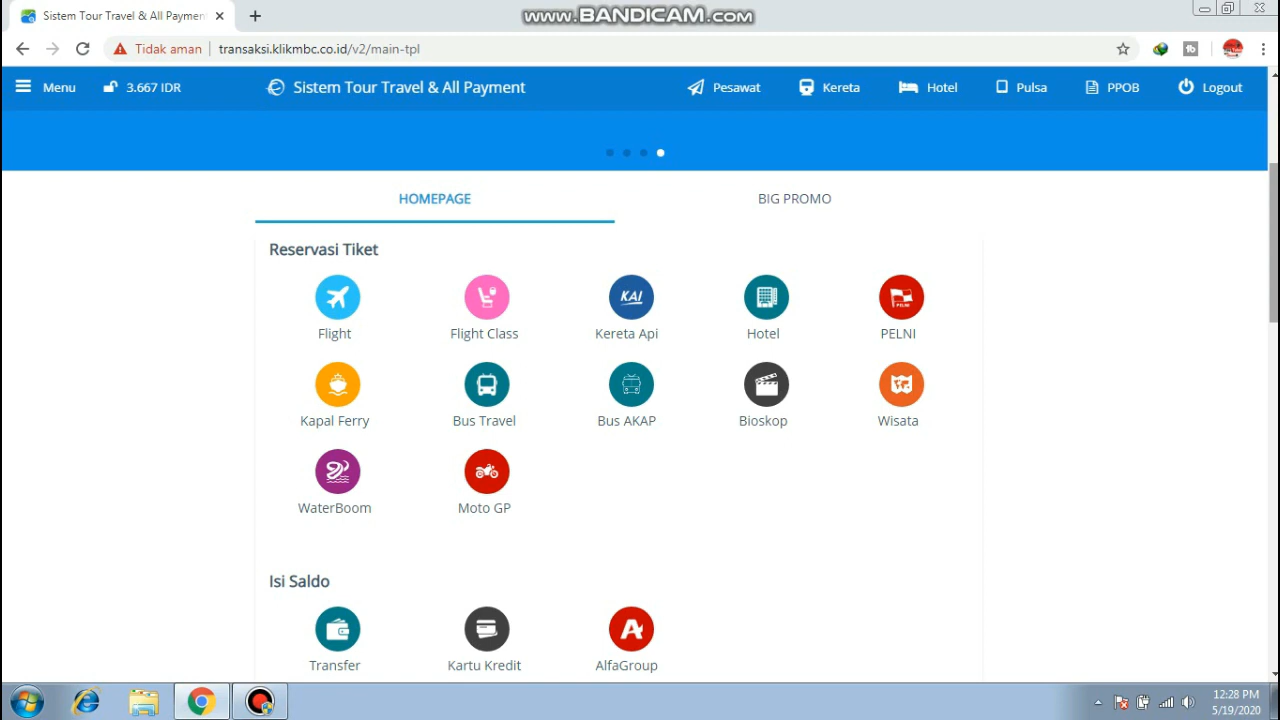 Sistem Tour Travel & All Payment
www.BANDICAM.com
Tidak aman
transaksi.klikmbc.co.id/v2/main-tpl
Menu
3.667 IDR
Sistem Tour Travel & All Payment
Pesawat
Kereta
Hotel
Pulsa
PPOB
Logout
HOMEPAGE
BIG PROMO
Reservasi Tiket
KAI
PELNI
Flight
Flight Class
Kereta Api
Hotel
PELNI
Kapal Ferry
Bus Travel
Bus AKAP
Bioskop
Wisata
WaterBoom
Moto GP
Isi Saldo
Transfer
Kartu Kredit
AlfaGroup
12:28 PM
5/19/2020